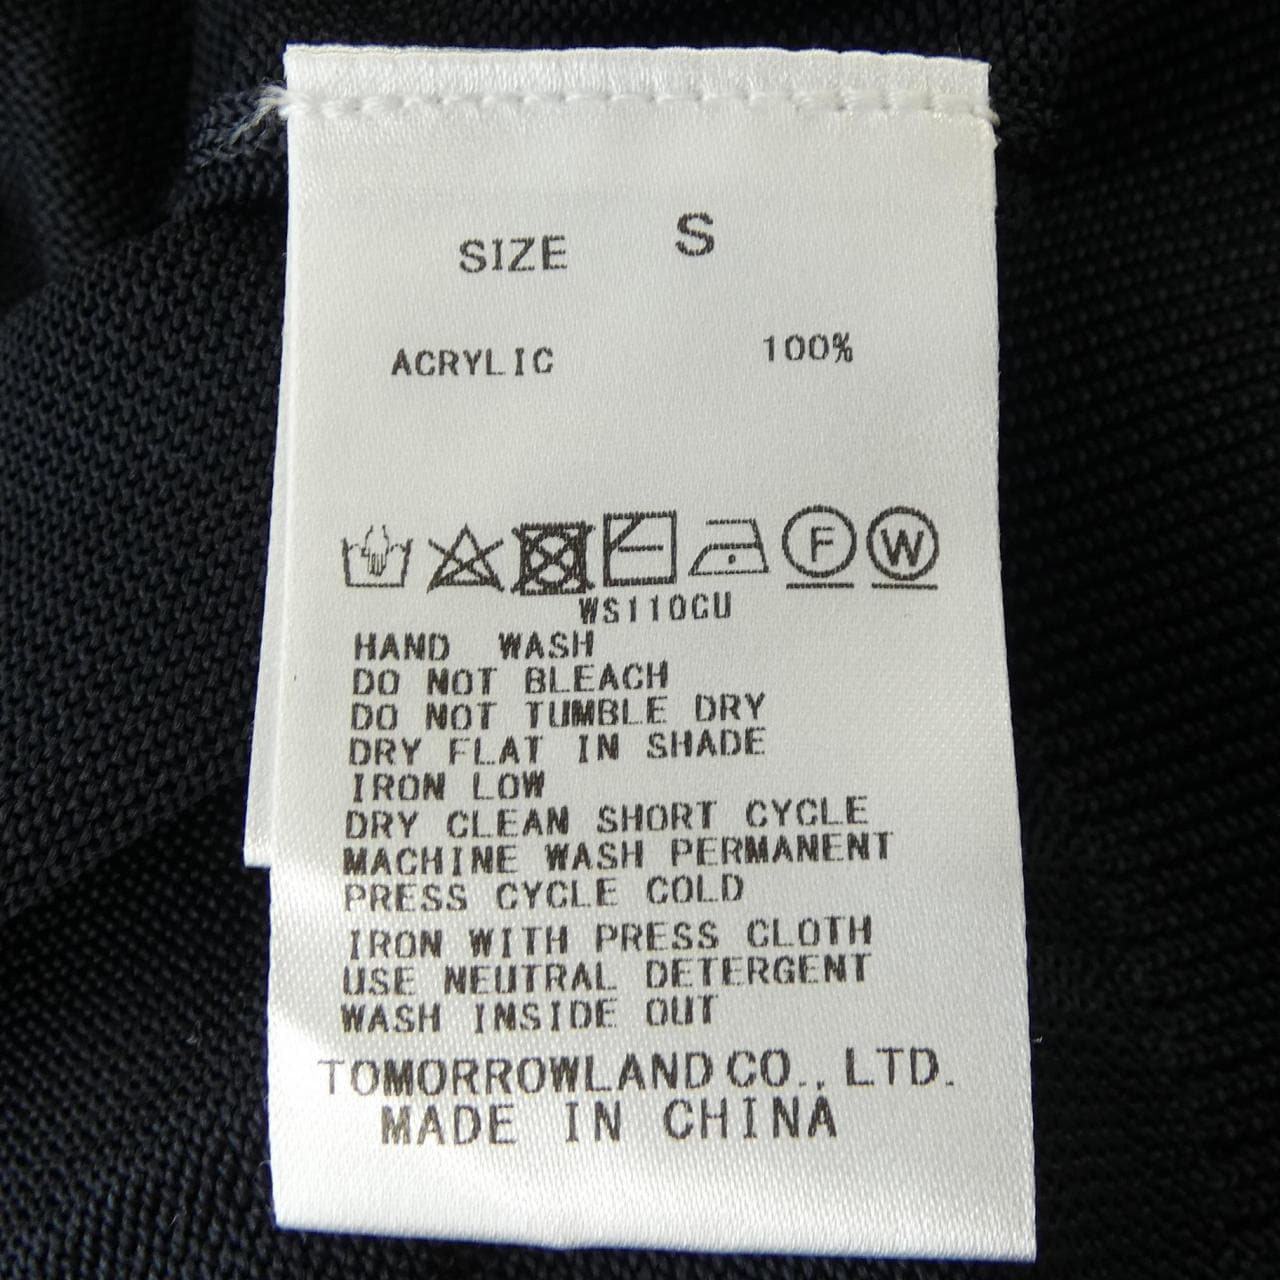 SIZE S
ACRYLIC 100%
F W
WS110CU
HAND WASH
DO NOT BLEACH
DO NOT TUMBLE DRY
DRY FLAT IN SHADE
IRON LOW
DRY CLEAN SHORT CYCLE
MACHINE WASH PERMANENT
PRESS CYCLE COLD
IRON WITH PRESS CLOTH
USE NEUTRAL DETERGENT
WASH INSIDE OUT
TOMORROWLAND CO., LTD.
MADE IN CHINA